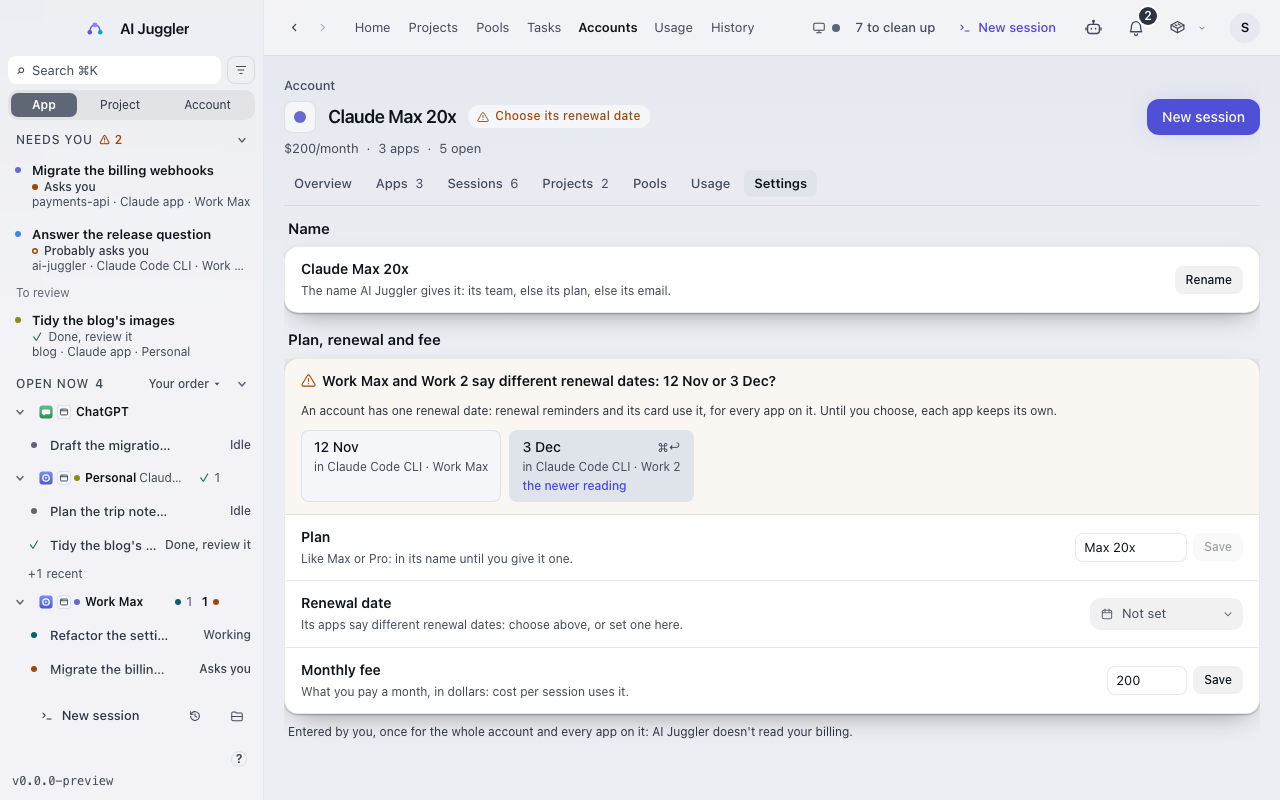 AI Juggler
Search ⌘K
App Project Account
NEEDS YOU 2
Migrate the billing webhooks
Asks you
payments-api · Claude app · Work Max
Answer the release question
Probably asks you
ai-juggler · Claude Code CLI · Work ...
To review
Tidy the blog's images
Done, review it
blog · Claude app · Personal
OPEN NOW 4 Your order
ChatGPT
Draft the migratio... Idle
Personal Claud... 1
Plan the trip note... Idle
Tidy the blog's ... Done, review it
+1 recent
Work Max 1 1
Refactor the setti... Working
Migrate the billin... Asks you
New session
?
v0.0.0-preview
Home Projects Pools Tasks Accounts Usage History
7 to clean up
New session
2
S
Account
Claude Max 20x
Choose its renewal date
New session
$200/month · 3 apps · 5 open
Overview Apps 3 Sessions 6 Projects 2 Pools Usage Settings
Name
Claude Max 20x
The name AI Juggler gives it: its team, else its plan, else its email.
Rename
Plan, renewal and fee
Work Max and Work 2 say different renewal dates: 12 Nov or 3 Dec?
An account has one renewal date: renewal reminders and its card use it, for every app on it. Until you choose, each app keeps its own.
12 Nov
in Claude Code CLI · Work Max
3 Dec ⌘↩
in Claude Code CLI · Work 2
the newer reading
Plan
Like Max or Pro: in its name until you give it one.
Max 20x Save
Renewal date
Its apps say different renewal dates: choose above, or set one here.
Not set
Monthly fee
What you pay a month, in dollars: cost per session uses it.
200 Save
Entered by you, once for the whole account and every app on it: AI Juggler doesn't read your billing.